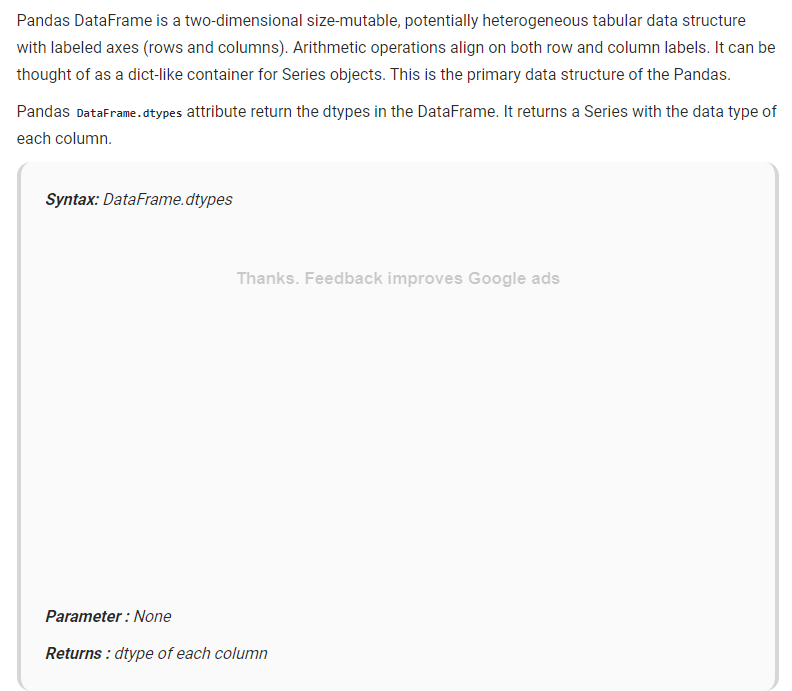 Pandas DataFrame is a two-dimensional size-mutable, potentially heterogeneous tabular data structure
with labeled axes (rows and columns). Arithmetic operations align on both row and column labels. It can be
thought of as a dict-like container for Series objects. This is the primary data structure of the Pandas.
Pandas DataFrame.dtypes attribute return the dtypes in the DataFrame. It returns a Series with the data type of
each column.
Syntax: DataFrame.dtypes
Thanks. Feedback improves Google ads
Parameter : None
Returns : dtype of each column